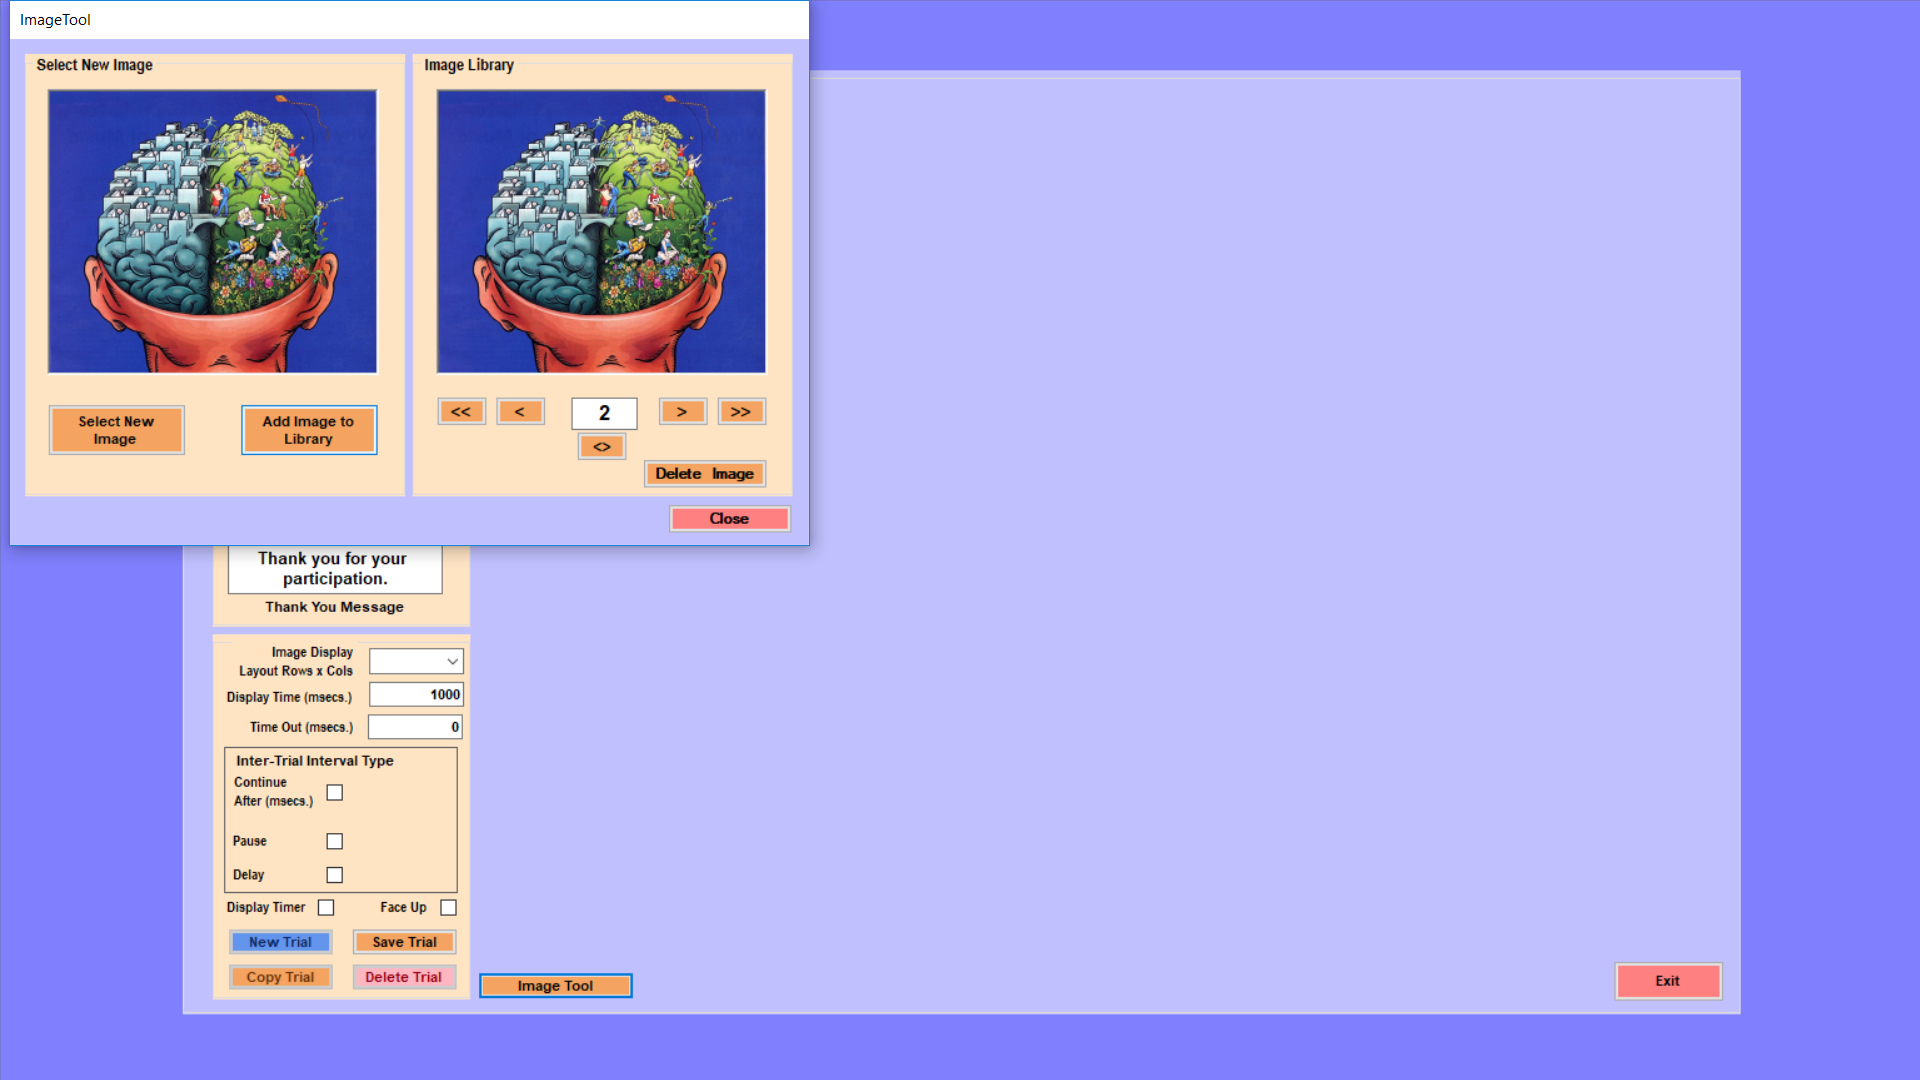 ImageTool
Select New Image
Select New
Image
Add Image to
Library
Image Library
<<
<
2
>
>>
<>
Delete Image
Close
Thank you for your
participation.
Thank You Message
Image Display
Layout Rows x Cols
Display Time (msecs.)
1000
Time Out (msecs.)
0
Inter-Trial Interval Type
Continue
After (msecs.)
Pause
Delay
Display Timer
Face Up
New Trial
Save Trial
Copy Trial
Delete Trial
Image Tool
Exit